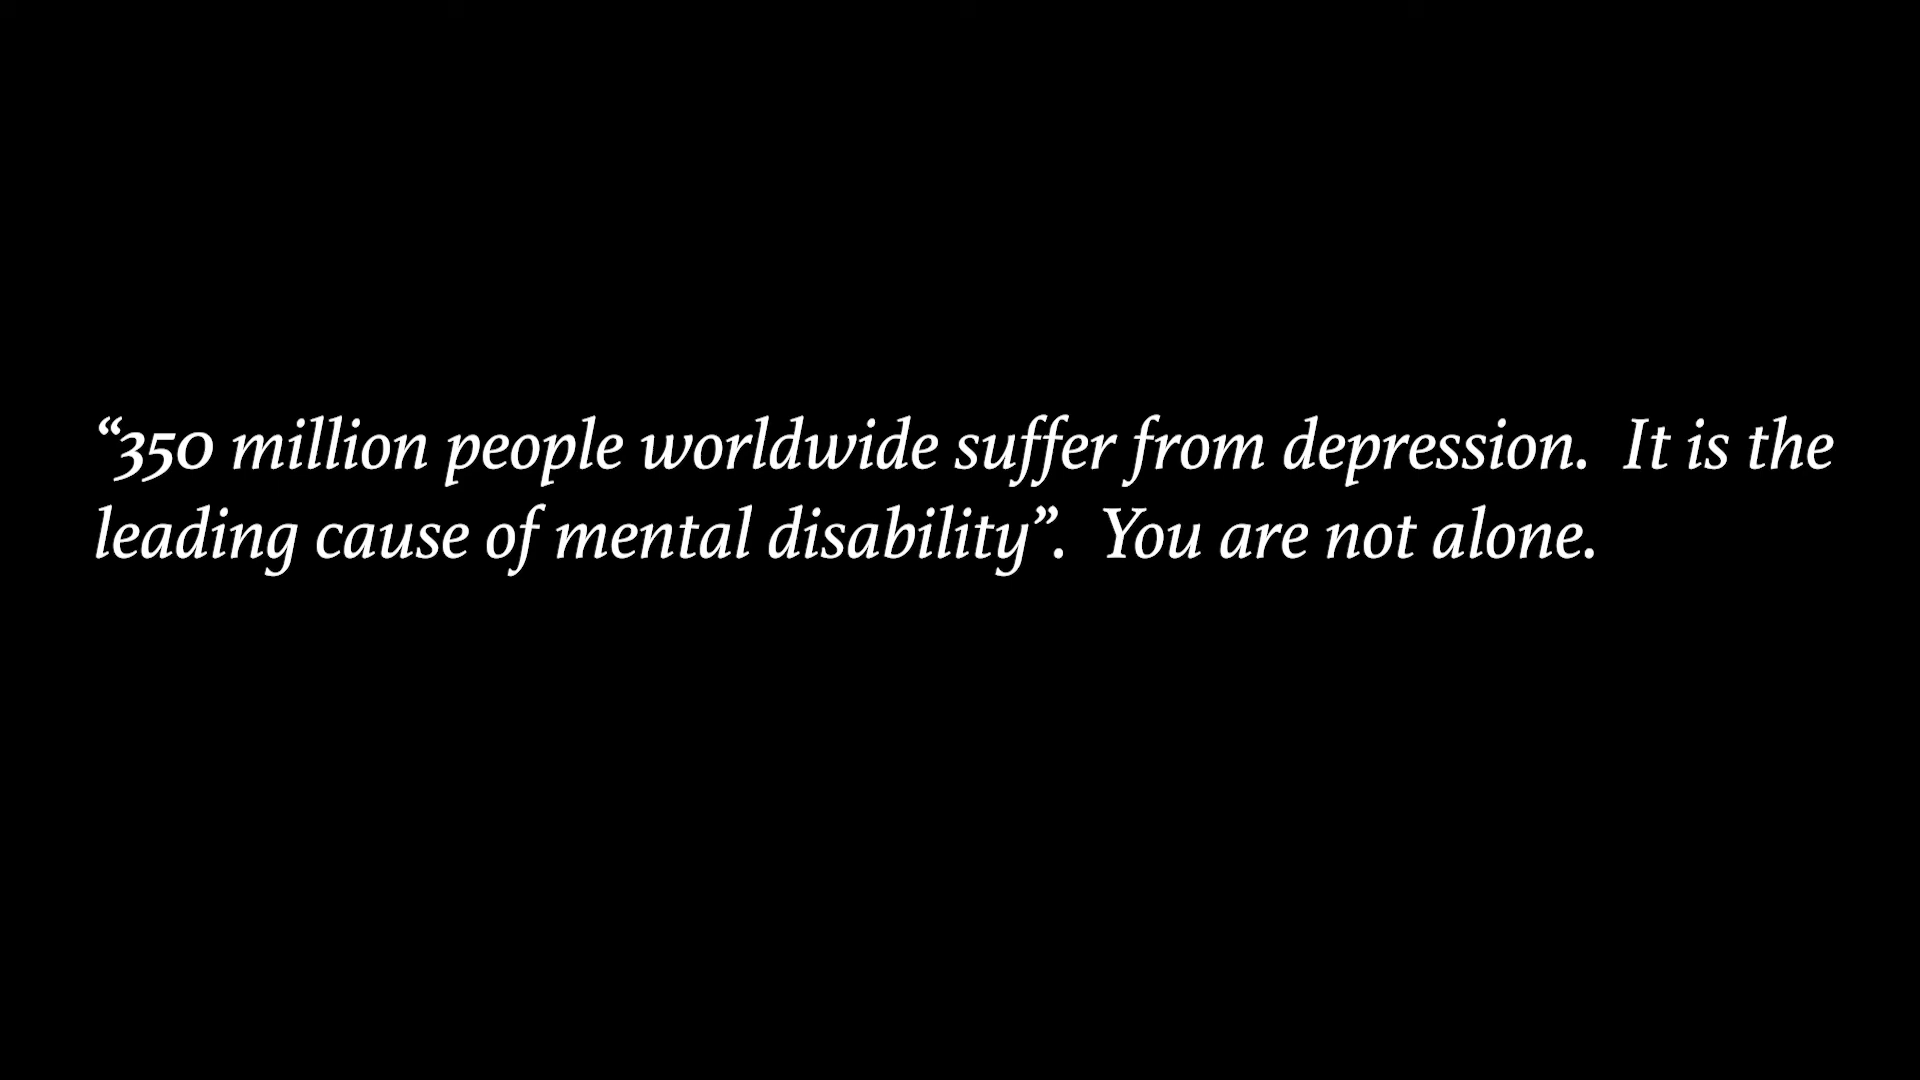 “350 million people worldwide suffer from depression.  It is the
leading cause of mental disability”.  You are not alone.